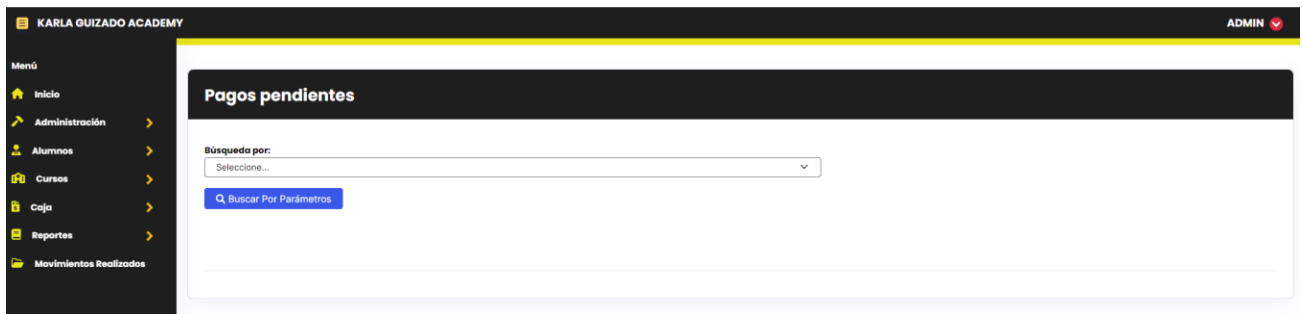 KARLA GUIZADO ACADEMY
ADMIN
Menú
Inicio
Administración
Alumnos
Cursos
Caja
Reportes
Movimientos Realizados
Pagos pendientes
Búsqueda por:
Seleccione...
Buscar Por Parámetros